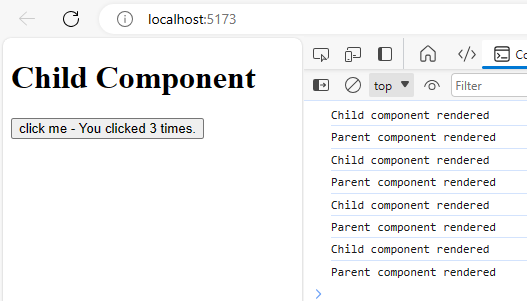 localhost:5173
Co
top
Filter
Child Component
click me - You clicked 3 times.
Child component rendered
Parent component rendered
Child component rendered
Parent component rendered
Child component rendered
Parent component rendered
Child component rendered
Parent component rendered